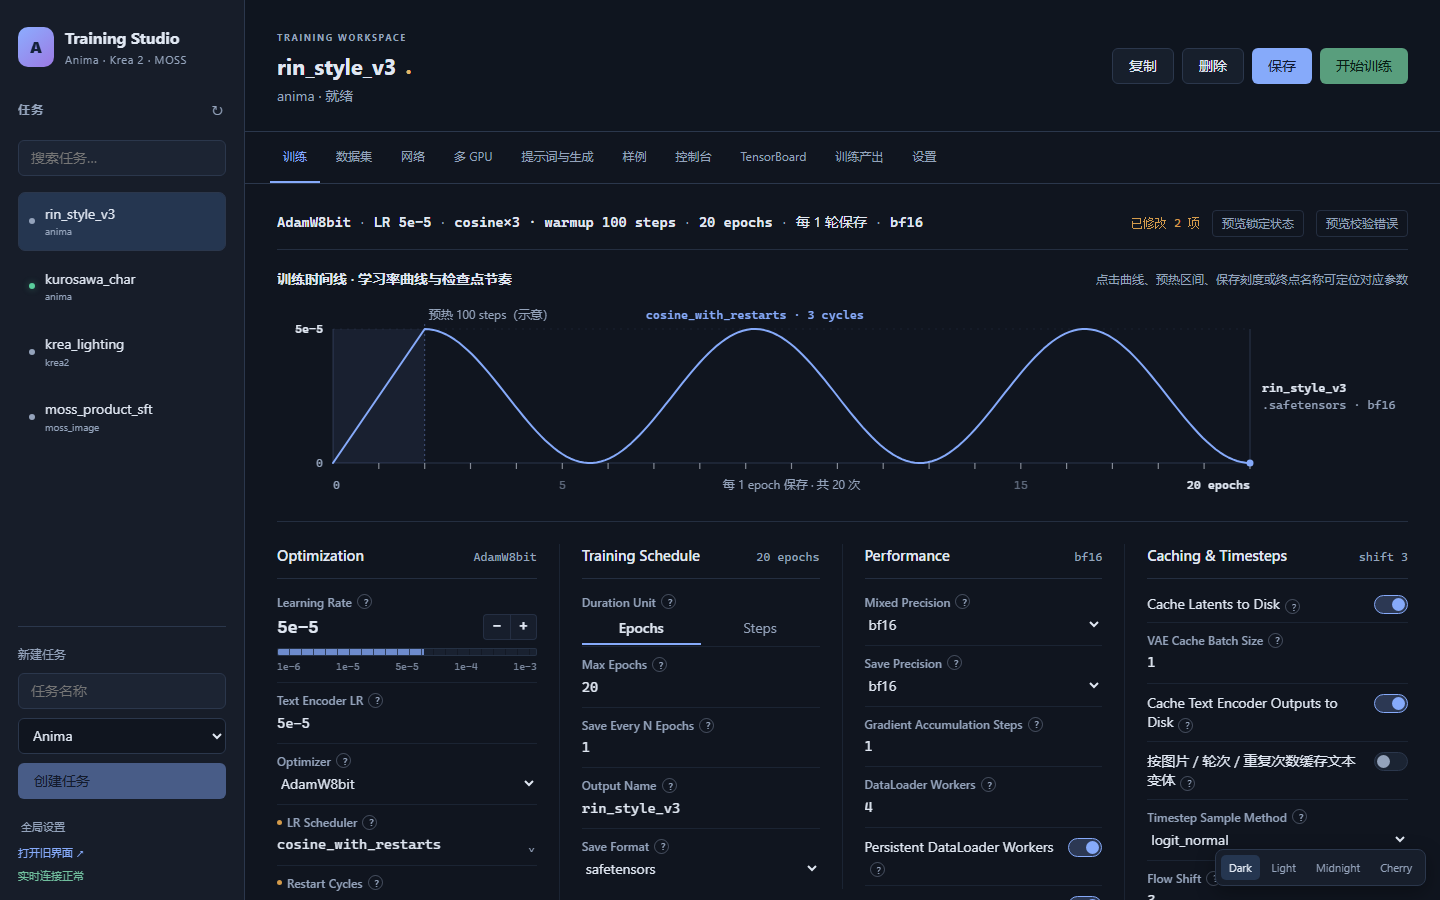 A
Training Studio
Anima · Krea 2 · MOSS
任务
↻
搜索任务...
rin_style_v3
anima
kurosawa_char
anima
krea_lighting
krea2
moss_product_sft
moss_image
新建任务
任务名称
Anima
创建任务
全局设置
打开旧界面 ↗
实时连接正常
TRAINING WORKSPACE
rin_style_v3
anima · 就绪
复制
删除
保存
开始训练
训练
数据集
网络
多 GPU
提示词与生成
样例
控制台
TensorBoard
训练产出
设置
AdamW8bit · LR 5e-5 · cosine×3 · warmup 100 steps · 20 epochs · 每 1 轮保存 · bf16
已修改 2 项
预览锁定状态
预览校验错误
训练时间线 · 学习率曲线与检查点节奏
点击曲线、预热区间、保存刻度或终点名称可定位对应参数
预热 100 steps（示意）
cosine_with_restarts · 3 cycles
5e-5
0
rin_style_v3
.safetensors · bf16
0
5
每 1 epoch 保存 · 共 20 次
15
20 epochs
Optimization
AdamW8bit
Learning Rate ?
5e-5
− +
1e-6 1e-5 5e-5 1e-4 1e-3
Text Encoder LR ?
5e-5
Optimizer ?
AdamW8bit
LR Scheduler ?
cosine_with_restarts
Restart Cycles ?
Training Schedule
20 epochs
Duration Unit ?
Epochs
Steps
Max Epochs ?
20
Save Every N Epochs ?
1
Output Name ?
rin_style_v3
Save Format ?
safetensors
Performance
bf16
Mixed Precision ?
bf16
Save Precision ?
bf16
Gradient Accumulation Steps ?
1
DataLoader Workers ?
4
Persistent DataLoader Workers
?
Caching & Timesteps
shift 3
Cache Latents to Disk ?
VAE Cache Batch Size ?
1
Cache Text Encoder Outputs to
Disk ?
按图片 / 轮次 / 重复次数缓存文本
变体 ?
Timestep Sample Method ?
logit_normal
Flow Shift
Dark
Light
Midnight
Cherry